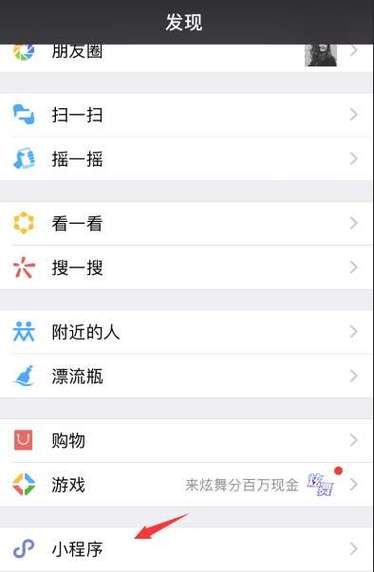 发现
朋友圈
扫一扫
摇一摇
看一看
搜一搜
附近的人
漂流瓶
购物
游戏 来炫舞分百万现金 炫舞
小程序